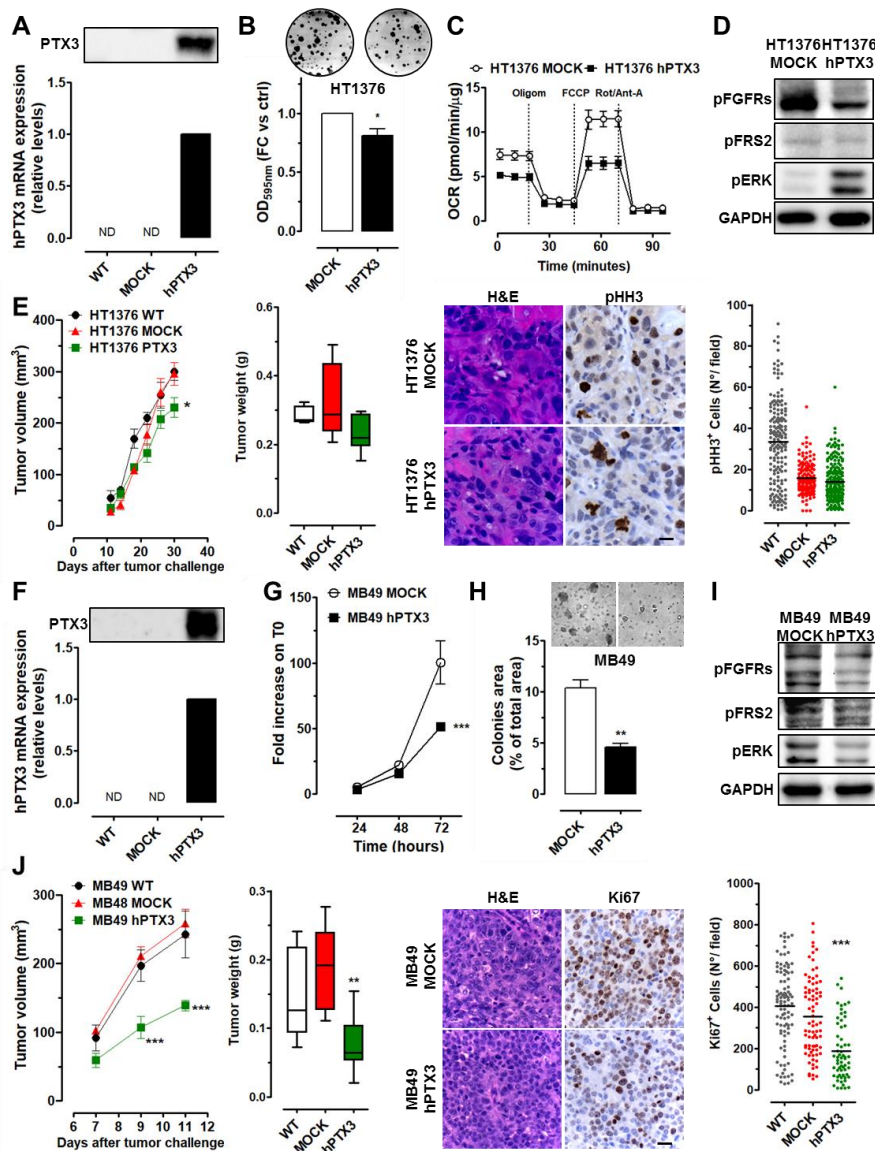 A
PTX3
hPTX3 mRNA expression
(relative levels)
1.5
1.0
0.5
0.0
ND
ND
WT
MOCK
hPTX3
B
HT1376
*
OD595nm (FC vs ctrl)
1.00
0.75
0.50
0.25
0.0
MOCK
hPTX3
C
HT1376 MOCK
HT1376 hPTX3
Oligom
FCCP
Rot/Ant-A
OCR (pmol/min/µg)
15
12
9
6
3
0
0
30
60
90
Time (minutes)
D
HT1376 HT1376
MOCK hPTX3
pFGFRs
pFRS2
pERK
GAPDH
E
HT1376 WT
HT1376 MOCK
HT1376 PTX3
Tumor volume (mm3)
400
300
200
100
0
*
0
10
20
30
40
Days after tumor challenge
Tumor weight (g)
0.6
0.4
0.2
0.0
WT
MOCK
hPTX3
H&E
pHH3
HT1376
MOCK
HT1376
hPTX3
pHH3+ Cells (N°/ field)
100
80
60
40
20
0
WT
MOCK
hPTX3
F
PTX3
hPTX3 mRNA expression
(relative levels)
1.5
1.0
0.5
0.0
ND
ND
WT
MOCK
hPTX3
G
MB49 MOCK
MB49 hPTX3
Fold increase on T0
150
100
50
0
***
24
48
72
Time (hours)
H
MB49
Colonies area
(% of total area)
15
10
5
0
**
MOCK
hPTX3
I
MB49 MB49
MOCK hPTX3
pFGFRs
pFRS2
pERK
GAPDH
J
MB49 WT
MB48 MOCK
MB49 hPTX3
Tumor volume (mm3)
300
200
100
0
***
***
6
7
8
9
10
11
12
Days after tumor challenge
Tumor weight (g)
0.3
0.2
0.1
0.0
**
WT
MOCK
hPTX3
H&E
Ki67
MB49
MOCK
MB49
hPTX3
Ki67+ Cells (N°/ field)
1000
800
600
400
200
0
***
WT
MOCK
hPTX3